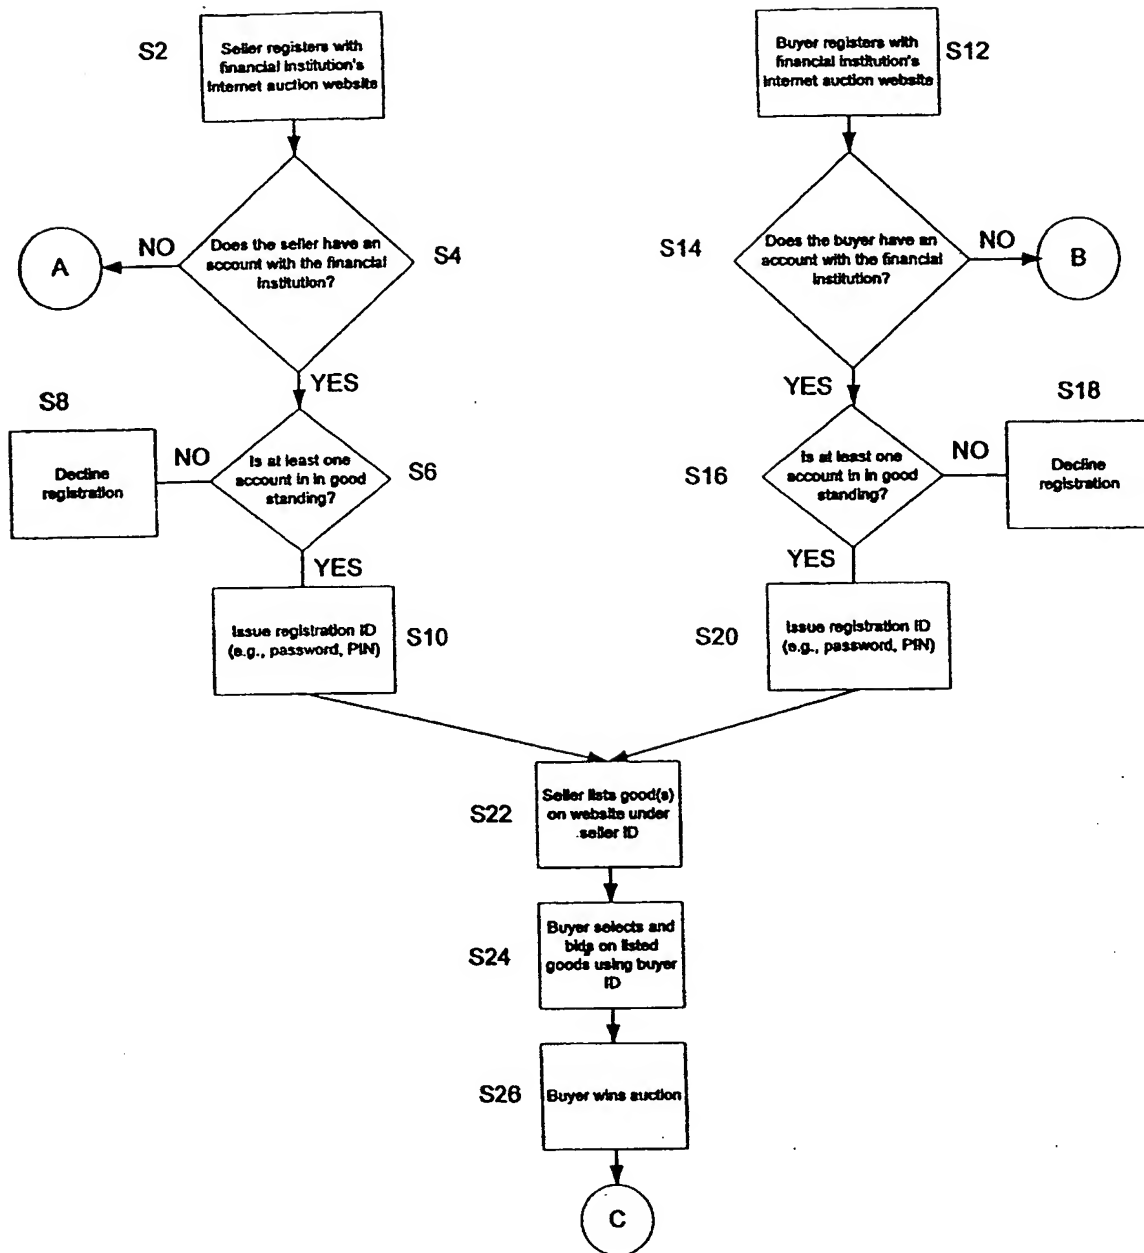 S2
Seller registers with
financial institution's
Internet auction website
Buyer registers with
financial institution's
Internet auction website
S12
A
NO
Does the seller have an
account with the financial
institution?
S4
S14
Does the buyer have an
account with the financial
institution?
NO
B
YES
YES
S8
S18
Decline
registration
NO
Is at least one
account in in good
standing?
S6
S16
Is at least one
account in in good
standing?
NO
Decline
registration
YES
YES
Issue registration ID
(e.g., password, PIN)
S10
S20
Issue registration ID
(e.g., password, PIN)
S22
Seller lists good(s)
on website under
seller ID
S24
Buyer selects and
bids on listed
goods using buyer
ID
S26
Buyer wins auction
C